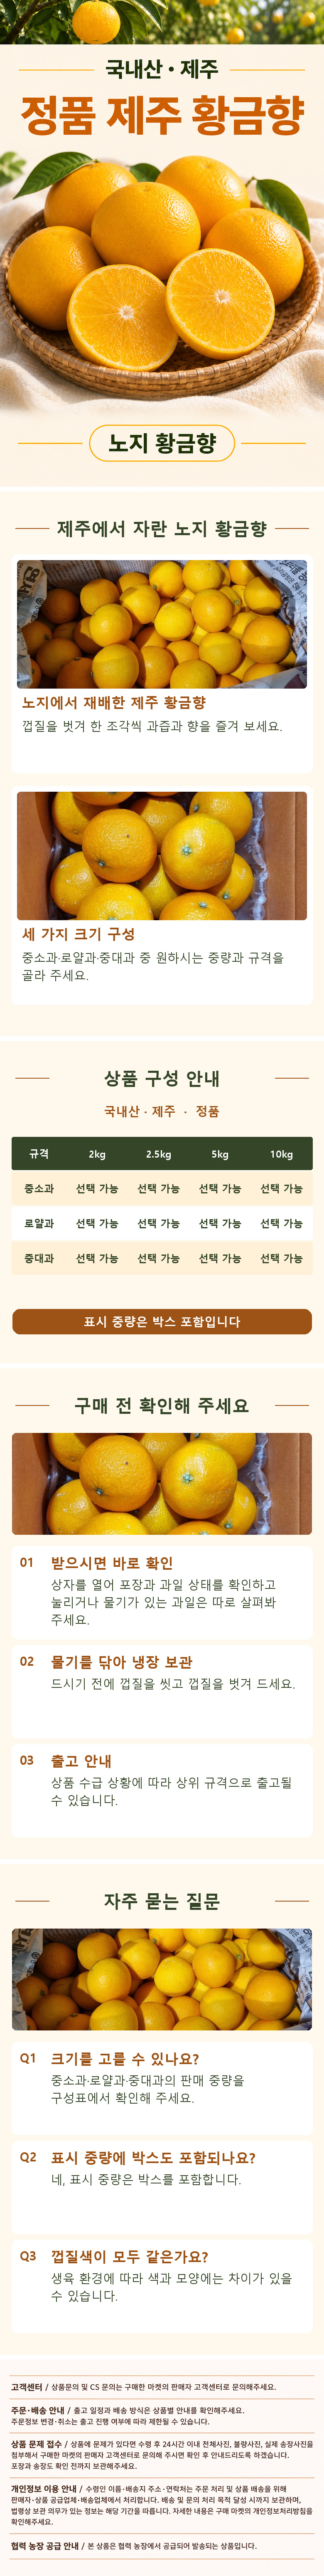 국내산 • 제주
정품 제주 황금향
노지 황금향
제주에서 자란 노지 황금향
노지에서 재배한 제주 황금향
껍질을 벗겨 한 조각씩 과즙과 향을 즐겨 보세요.
세 가지 크기 구성
중소과·로얄과·중대과 중 원하시는 중량과 규격을
골라 주세요.
상품 구성 안내
국내산 · 제주 · 정품
규격 2kg 2.5kg 5kg 10kg
중소과 선택 가능 선택 가능 선택 가능 선택 가능
로얄과 선택 가능 선택 가능 선택 가능 선택 가능
중대과 선택 가능 선택 가능 선택 가능 선택 가능
표시 중량은 박스 포함입니다
구매 전 확인해 주세요
01 받으시면 바로 확인
상자를 열어 포장과 과일 상태를 확인하고
눌리거나 물기가 있는 과일은 따로 살펴봐
주세요.
02 물기를 닦아 냉장 보관
드시기 전에 껍질을 씻고 껍질을 벗겨 드세요.
03 출고 안내
상품 수급 상황에 따라 상위 규격으로 출고될
수 있습니다.
자주 묻는 질문
Q1 크기를 고를 수 있나요?
중소과·로얄과·중대과의 판매 중량을
구성표에서 확인해 주세요.
Q2 표시 중량에 박스도 포함되나요?
네, 표시 중량은 박스를 포함합니다.
Q3 껍질색이 모두 같은가요?
생육 환경에 따라 색과 모양에는 차이가 있을
수 있습니다.
고객센터 / 상품문의 및 CS 문의는 구매한 마켓의 판매자 고객센터로 문의해주세요.
주문·배송 안내 / 출고 일정과 배송 방식은 상품별 안내를 확인해주세요.
주문정보 변경·취소는 출고 진행 여부에 따라 제한될 수 있습니다.
상품 문제 접수 / 상품에 문제가 있다면 수령 후 24시간 이내 전체사진, 불량사진, 실제 송장사진을
첨부해서 구매한 마켓의 판매자 고객센터로 문의해 주시면 확인 후 안내드리도록 하겠습니다.
포장과 송장도 확인 전까지 보관해주세요.
개인정보 이용 안내 / 수령인 이름·배송지 주소·연락처는 주문 처리 및 상품 배송을 위해
판매자·상품 공급업체·배송업체에서 처리합니다. 배송 및 문의 처리 목적 달성 시까지 보관하며,
법령상 보관 의무가 있는 정보는 해당 기간을 따릅니다. 자세한 내용은 구매 마켓의 개인정보처리방침을
확인해주세요.
협력 농장 공급 안내 / 본 상품은 협력 농장에서 공급되어 발송되는 상품입니다.